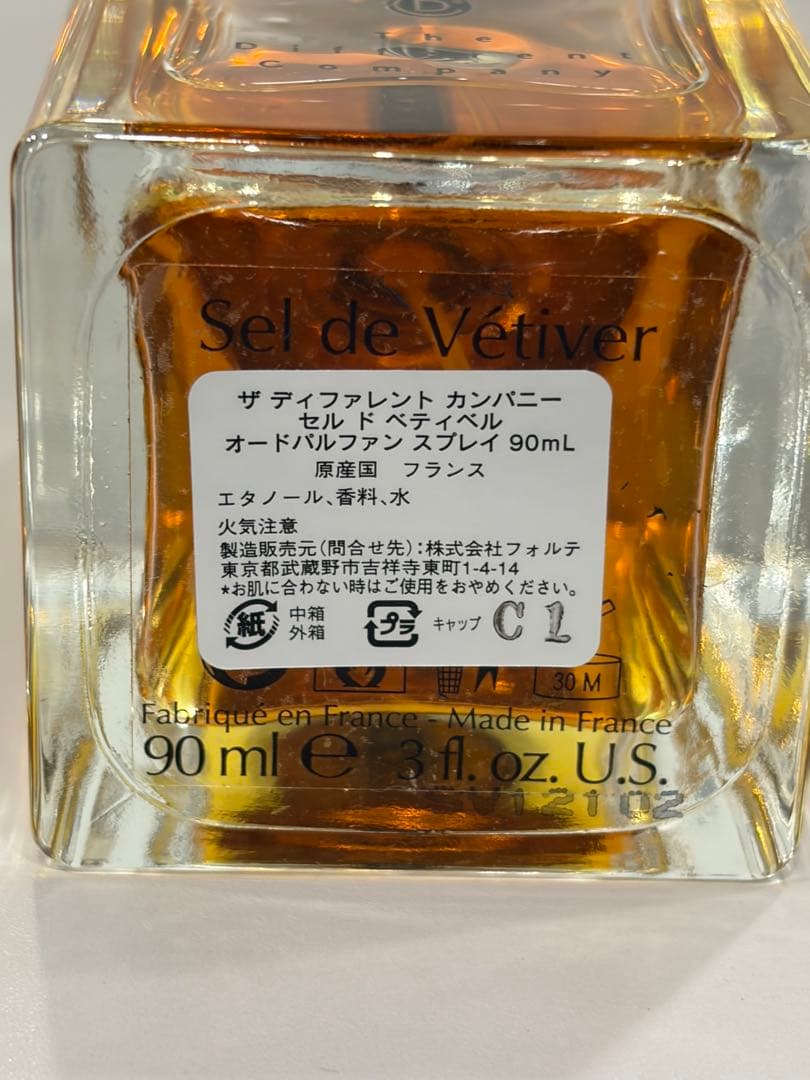 The
Different
Company
Sel de Vétiver
ザ ディファレント カンパニー
セル ド ベティベル
オードパルファン スプレイ 90mL
原産国 フランス
エタノール、香料、水
火気注意
製造販売元(問合せ先):株式会社フォルテ
東京都武蔵野市吉祥寺東町1-4-14
*お肌に合わない時はご使用をおやめください。
紙 中箱 外箱 プラ キャップ C1
30 M
Fabriqué en France - Made in France
90 ml e 3 fl. oz. U.S.